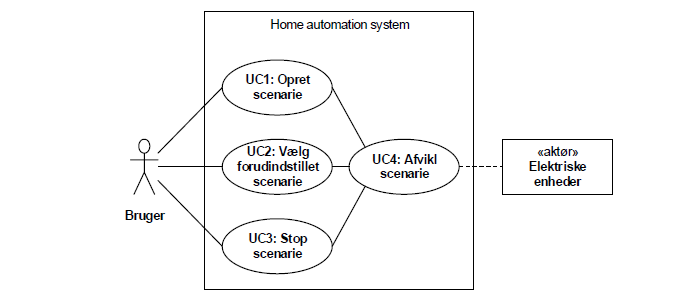 Home automation system
UC1: Opret
scenarie
UC2: Vælg
forudindstillet
scenarie
UC3: Stop
scenarie
UC4: Afvikl
scenarie
«aktør»
Elektriske
enheder
Bruger